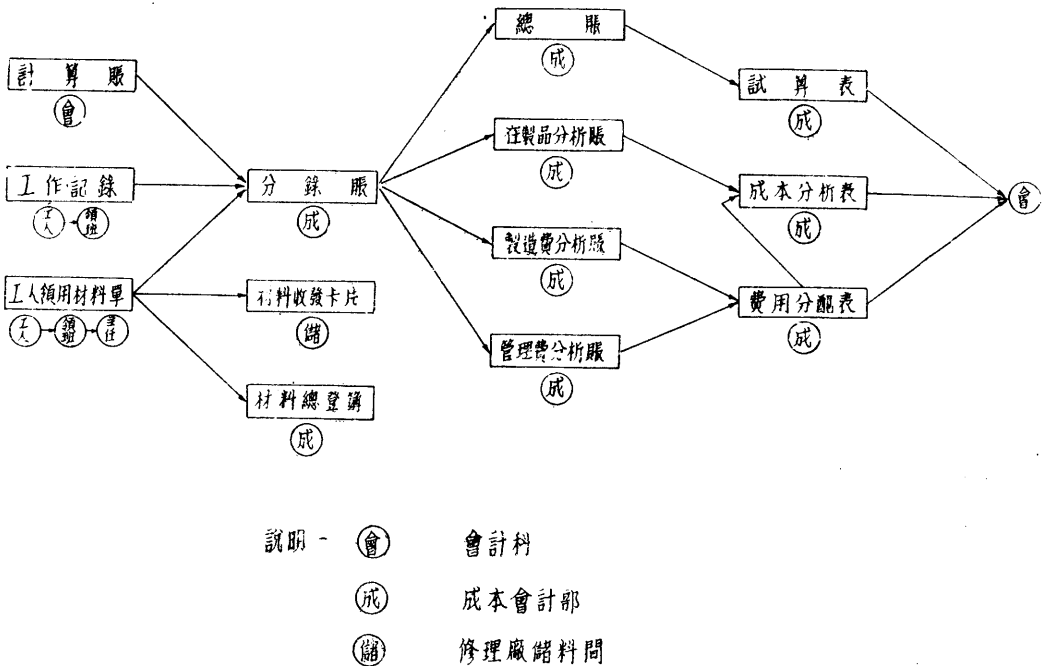 計算賬
會
工作記錄
工人 領班
工人領用材料單
工人 領班 主任
分錄賬
成
材料收發卡片
儲
材料總登簿
成
總賬
成
在製品分析賬
成
製造費分析賬
成
管理費分析賬
成
試算表
成
成本分析表
成
費用分配表
成
會
說明- 會 會計科
成 成本會計部
儲 修理廠儲料間